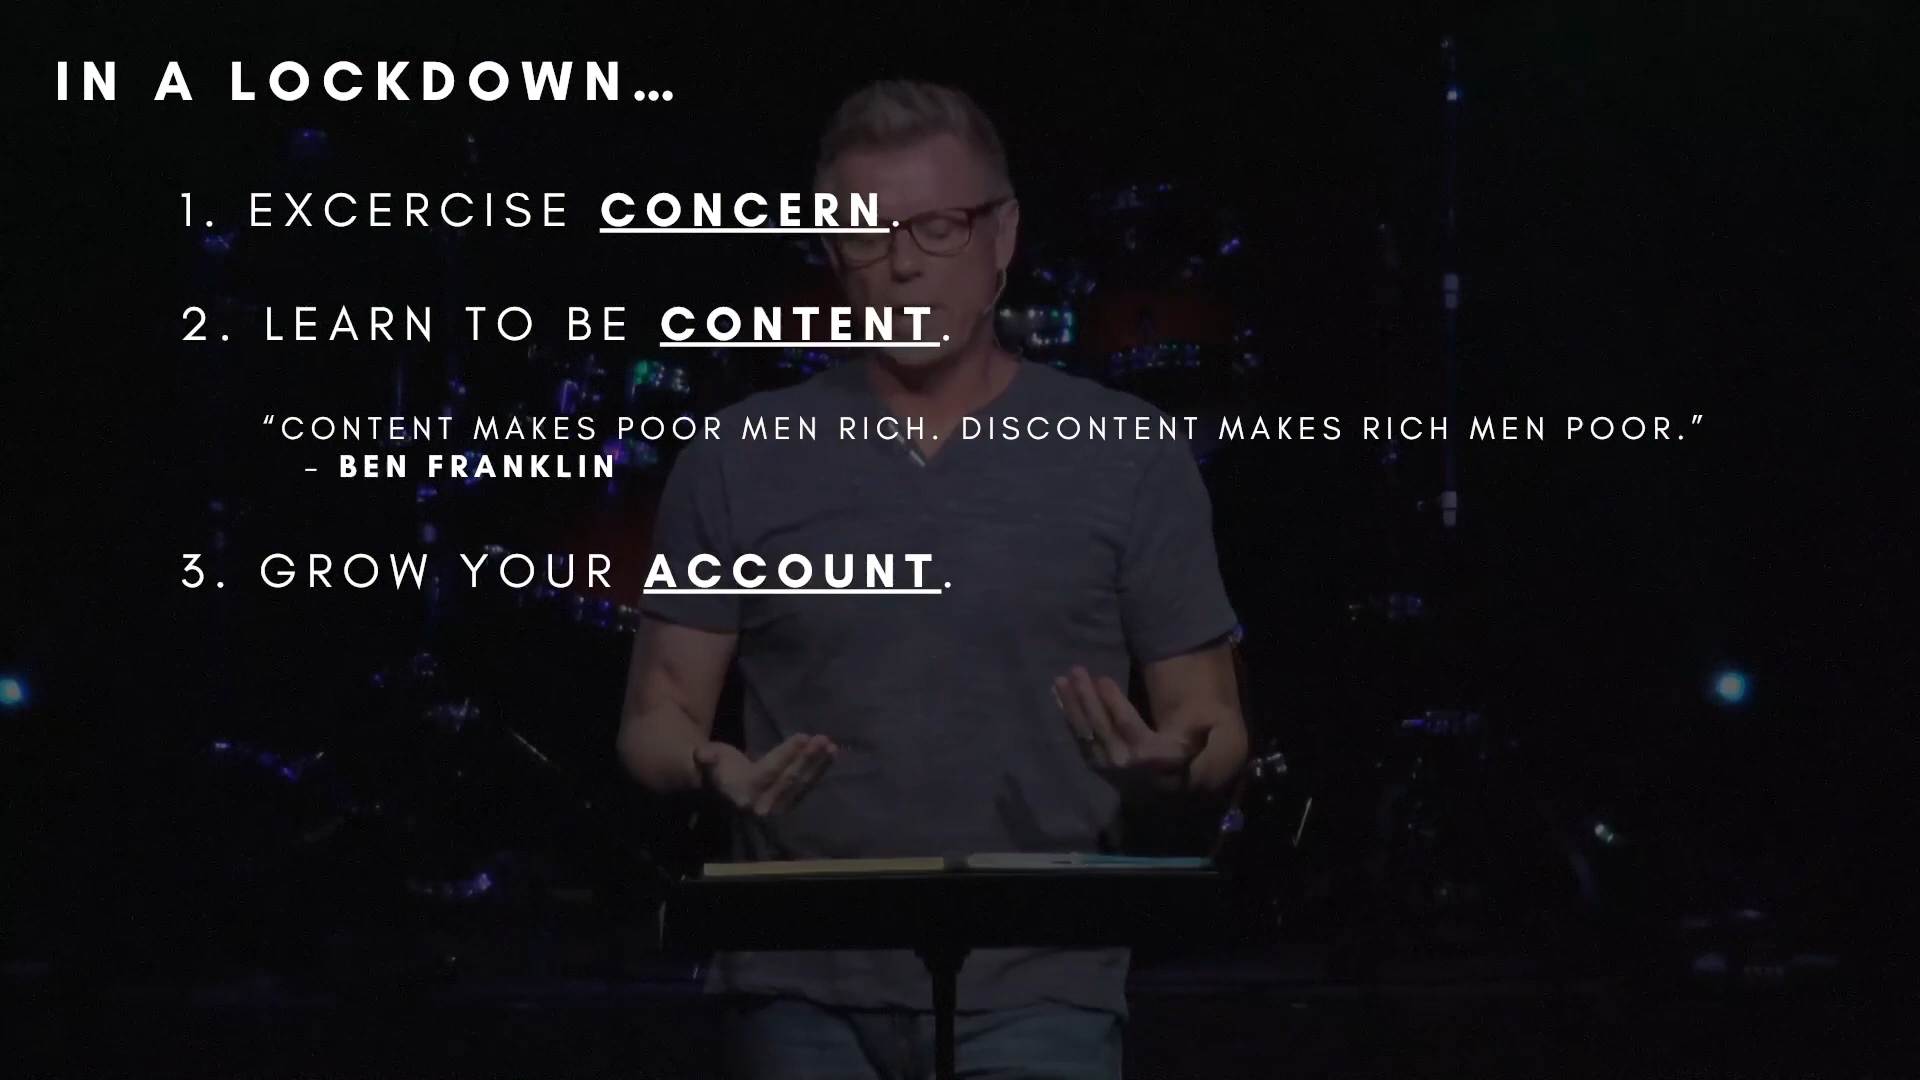 IN A LOCKDOWN…
1. EXCERCISE CONCERN.
2. LEARN TO BE CONTENT.
“CONTENT MAKES POOR MEN RICH. DISCONTENT MAKES RICH MEN POOR.”
– BEN FRANKLIN
3. GROW YOUR ACCOUNT.